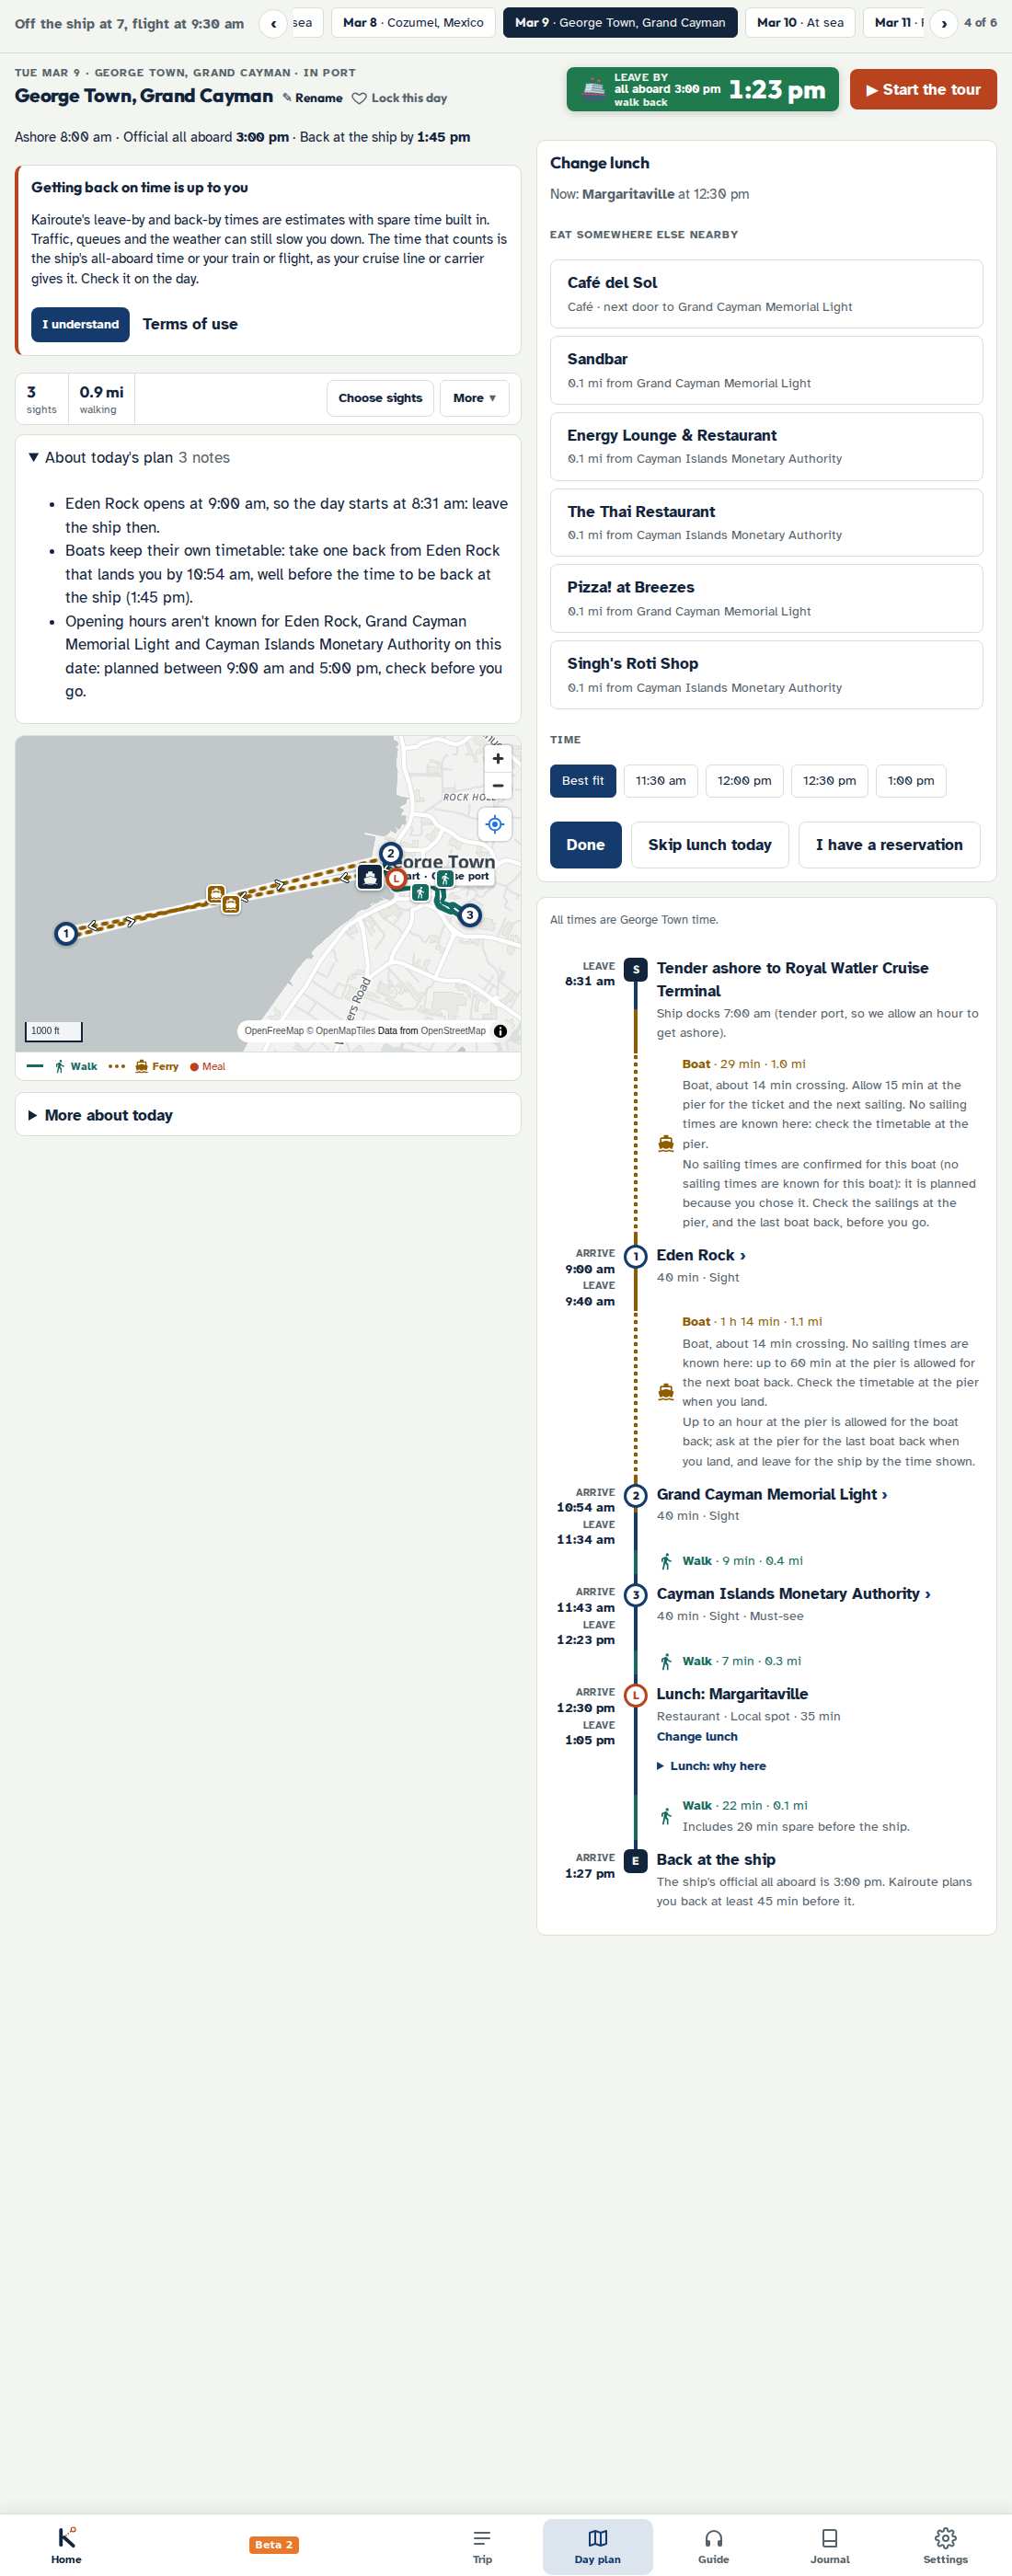 Off the ship at 7, flight at 9:30 am
‹
sea
Mar 8 · Cozumel, Mexico
Mar 9 · George Town, Grand Cayman
Mar 10 · At sea
Mar 11 ·
›
4 of 6
TUE MAR 9 · GEORGE TOWN, GRAND CAYMAN · IN PORT
George Town, Grand Cayman
✎ Rename
Lock this day
LEAVE BY
all aboard 3:00 pm
walk back
1:23 pm
▶ Start the tour
Ashore 8:00 am · Official all aboard 3:00 pm · Back at the ship by 1:45 pm
Getting back on time is up to you
Kairoute's leave-by and back-by times are estimates with spare time built in.
Traffic, queues and the weather can still slow you down. The time that counts is
the ship's all-aboard time or your train or flight, as your cruise line or carrier
gives it. Check it on the day.
I understand
Terms of use
3
sights
0.9 mi
walking
Choose sights
More ▾
▼ About today's plan 3 notes
• Eden Rock opens at 9:00 am, so the day starts at 8:31 am: leave
the ship then.
• Boats keep their own timetable: take one back from Eden Rock
that lands you by 10:54 am, well before the time to be back at
the ship (1:45 pm).
• Opening hours aren't known for Eden Rock, Grand Cayman
Memorial Light and Cayman Islands Monetary Authority on this
date: planned between 9:00 am and 5:00 pm, check before you
go.
+
−
ROCK HO
2
orge Town
L
art · C se port
1
3
ers Road
1000 ft
OpenFreeMap © OpenMapTiles Data from OpenStreetMap
Walk
Ferry
Meal
▶ More about today
Change lunch
Now: Margaritaville at 12:30 pm
EAT SOMEWHERE ELSE NEARBY
Café del Sol
Café · next door to Grand Cayman Memorial Light
Sandbar
0.1 mi from Grand Cayman Memorial Light
Energy Lounge & Restaurant
0.1 mi from Cayman Islands Monetary Authority
The Thai Restaurant
0.1 mi from Cayman Islands Monetary Authority
Pizza! at Breezes
0.1 mi from Grand Cayman Memorial Light
Singh's Roti Shop
0.1 mi from Cayman Islands Monetary Authority
TIME
Best fit
11:30 am
12:00 pm
12:30 pm
1:00 pm
Done
Skip lunch today
I have a reservation
All times are George Town time.
LEAVE
8:31 am
S
Tender ashore to Royal Watler Cruise
Terminal
Ship docks 7:00 am (tender port, so we allow an hour to
get ashore).
Boat · 29 min · 1.0 mi
Boat, about 14 min crossing. Allow 15 min at the
pier for the ticket and the next sailing. No sailing
times are known here: check the timetable at the
pier.
No sailing times are confirmed for this boat (no
sailing times are known for this boat): it is planned
because you chose it. Check the sailings at the
pier, and the last boat back, before you go.
ARRIVE
9:00 am
LEAVE
9:40 am
1
Eden Rock ›
40 min · Sight
Boat · 1 h 14 min · 1.1 mi
Boat, about 14 min crossing. No sailing times are
known here: up to 60 min at the pier is allowed for
the next boat back. Check the timetable at the pier
when you land.
Up to an hour at the pier is allowed for the boat
back; ask at the pier for the last boat back when
you land, and leave for the ship by the time shown.
ARRIVE
10:54 am
LEAVE
11:34 am
2
Grand Cayman Memorial Light ›
40 min · Sight
Walk · 9 min · 0.4 mi
ARRIVE
11:43 am
LEAVE
12:23 pm
3
Cayman Islands Monetary Authority ›
40 min · Sight · Must-see
Walk · 7 min · 0.3 mi
ARRIVE
12:30 pm
LEAVE
1:05 pm
L
Lunch: Margaritaville
Restaurant · Local spot · 35 min
Change lunch
▶ Lunch: why here
Walk · 22 min · 0.1 mi
Includes 20 min spare before the ship.
ARRIVE
1:27 pm
E
Back at the ship
The ship's official all aboard is 3:00 pm. Kairoute plans
you back at least 45 min before it.
Home
Beta 2
Trip
Day plan
Guide
Journal
Settings